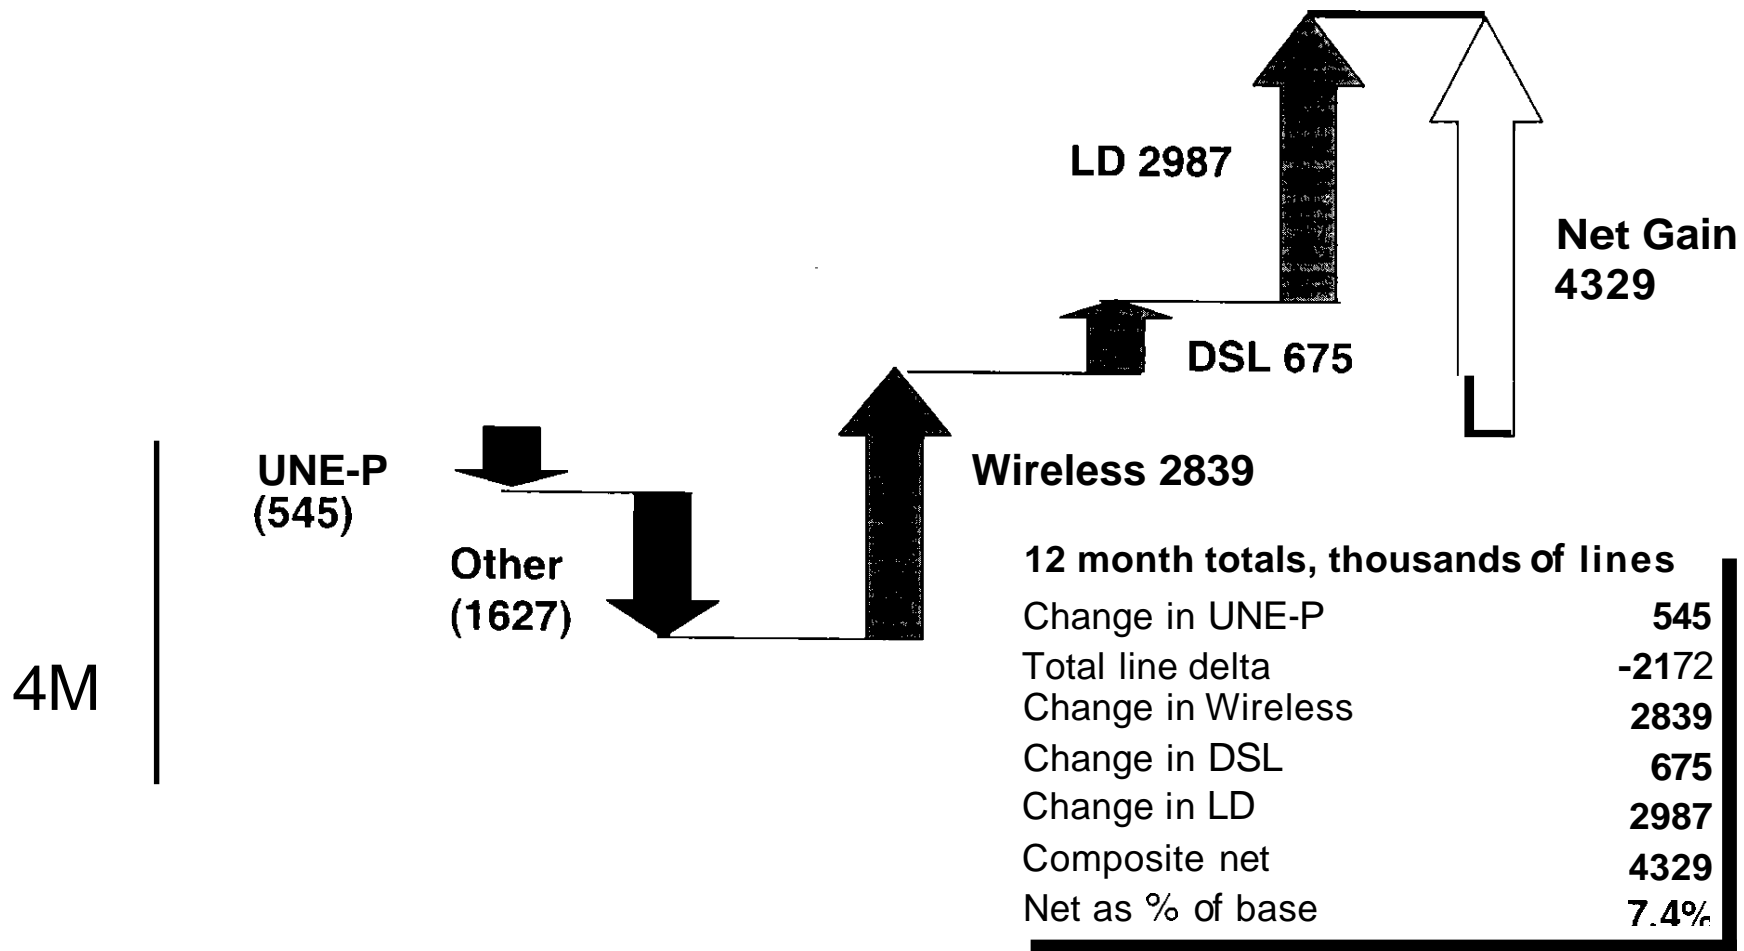 LD 2987
Net Gain
4329
DSL 675
UNE-P
(545)
Wireless 2839
Other
(1627)
4M
12 month totals, thousands of lines
Change in UNE-P 545
Total line delta -2172
Change in Wireless 2839
Change in DSL 675
Change in LD 2987
Composite net 4329
Net as % of base 7.4%